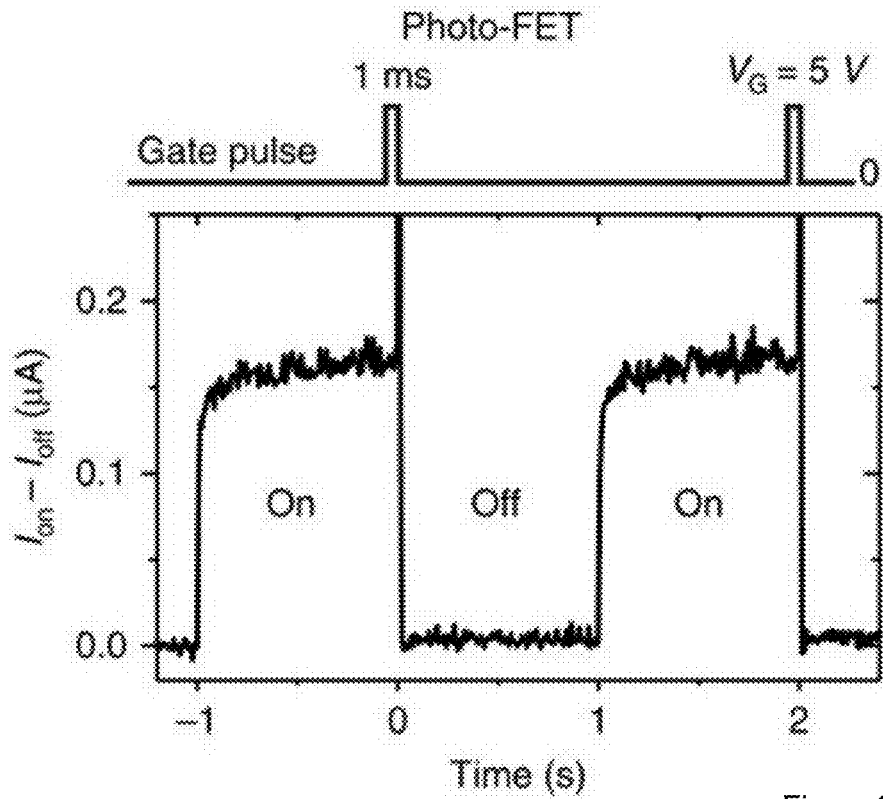 Photo-FET
1 ms
V_G = 5 V
Gate pulse
0
I_on – I_off (μA)
0.2
0.1
0.0
On
Off
On
–1
0
1
2
Time (s)